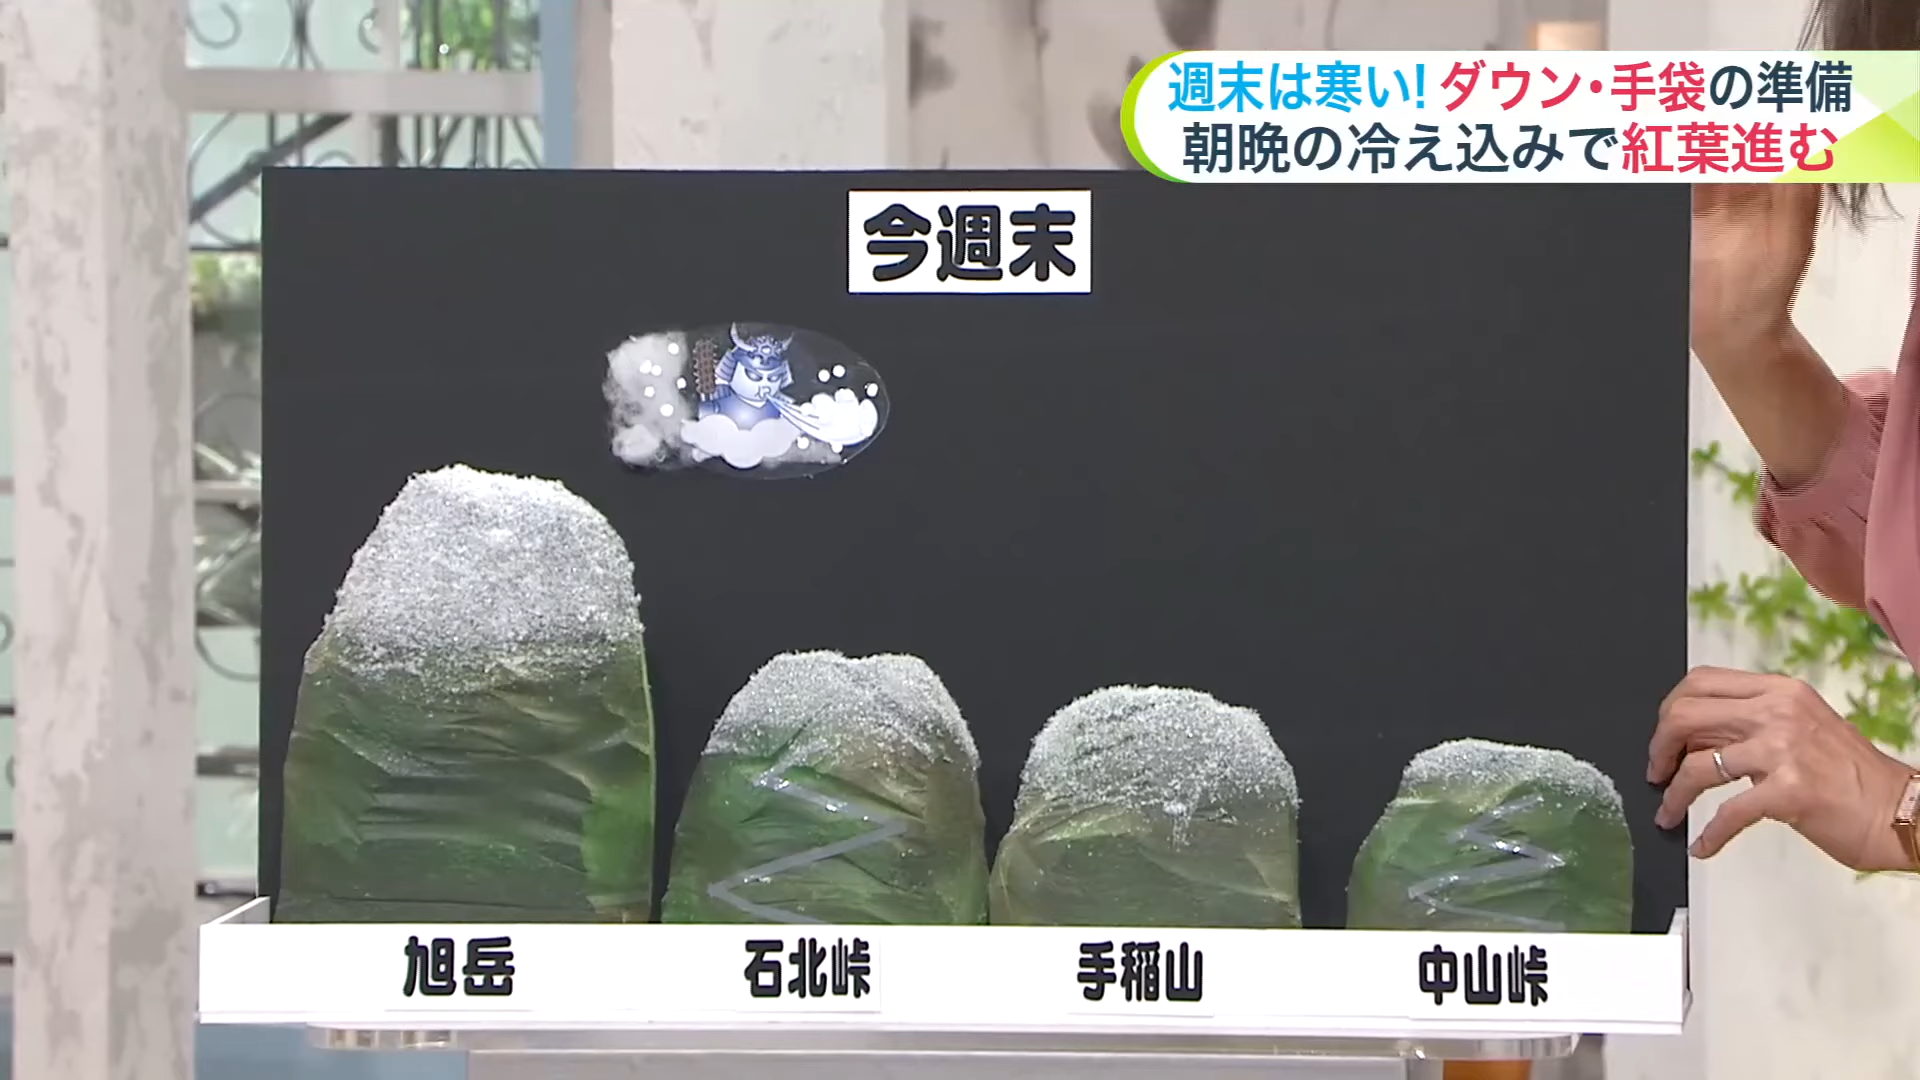 週末は寒い!ダウン・手袋の準備
朝晩の冷え込みで紅葉進む
今週末
旭岳
石北峠
手稲山
中山峠